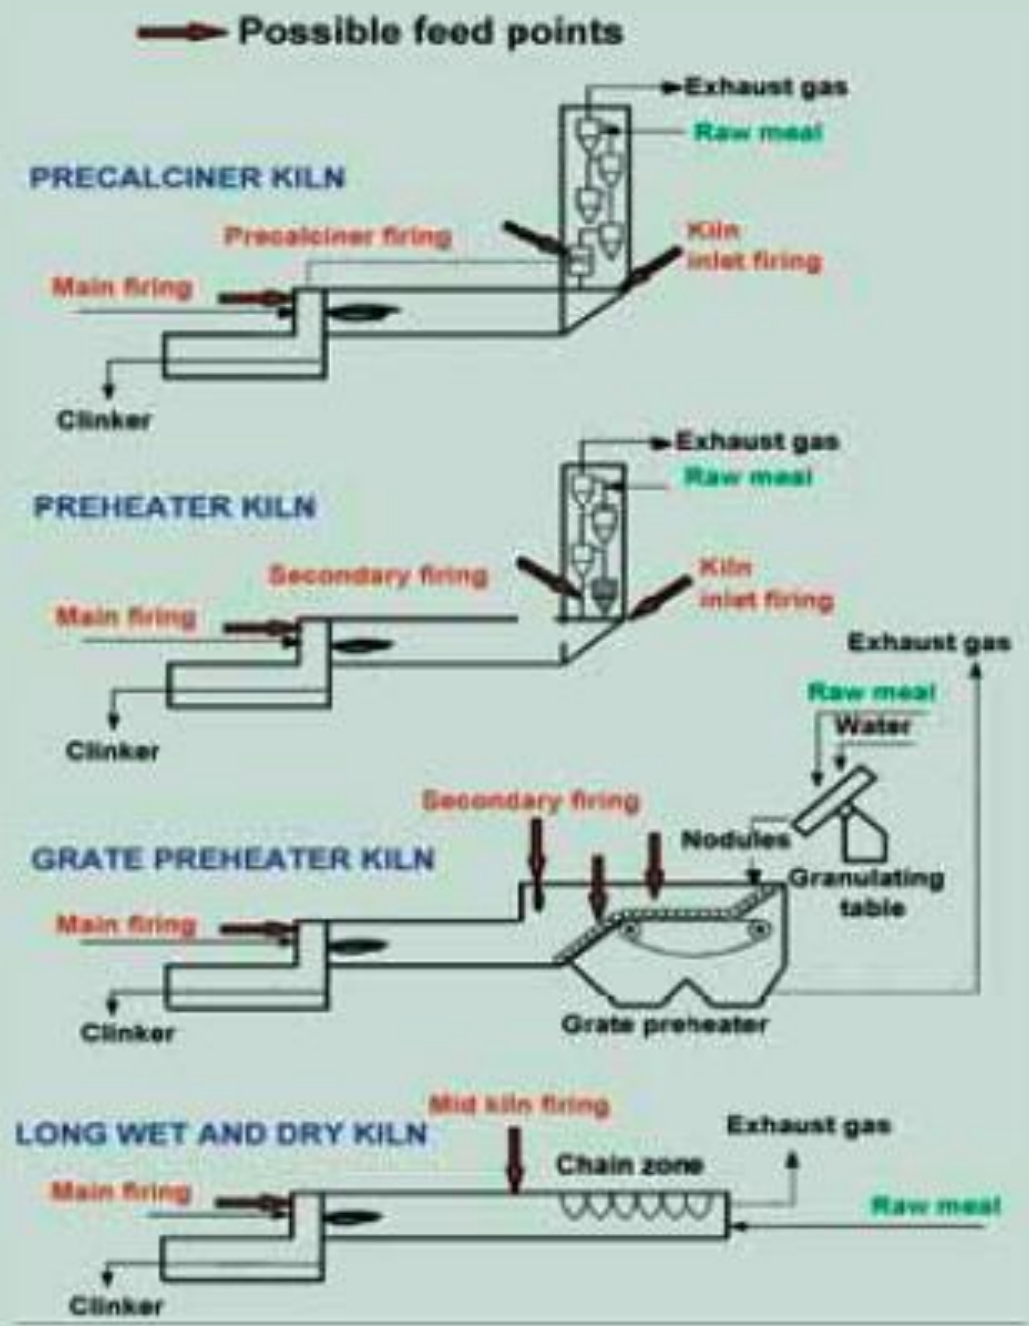 Possible feed points
Exhaust gas
Raw meal
PRECALCINER KILN
Precalciner firing
Kiln
inlet firing
Main firing
Clinker
Exhaust gas
Raw meal
PREHEATER KILN
Secondary firing
Kiln
inlet firing
Main firing
Clinker
Exhaust gas
Raw meal
Water
Secondary firing
Nodules
GRATE PREHEATER KILN
Granulating
table
Main firing
Grate preheater
Clinker
Mid kiln firing
LONG WET AND DRY KILN
Exhaust gas
Chain zone
Main firing
Raw meal
Clinker